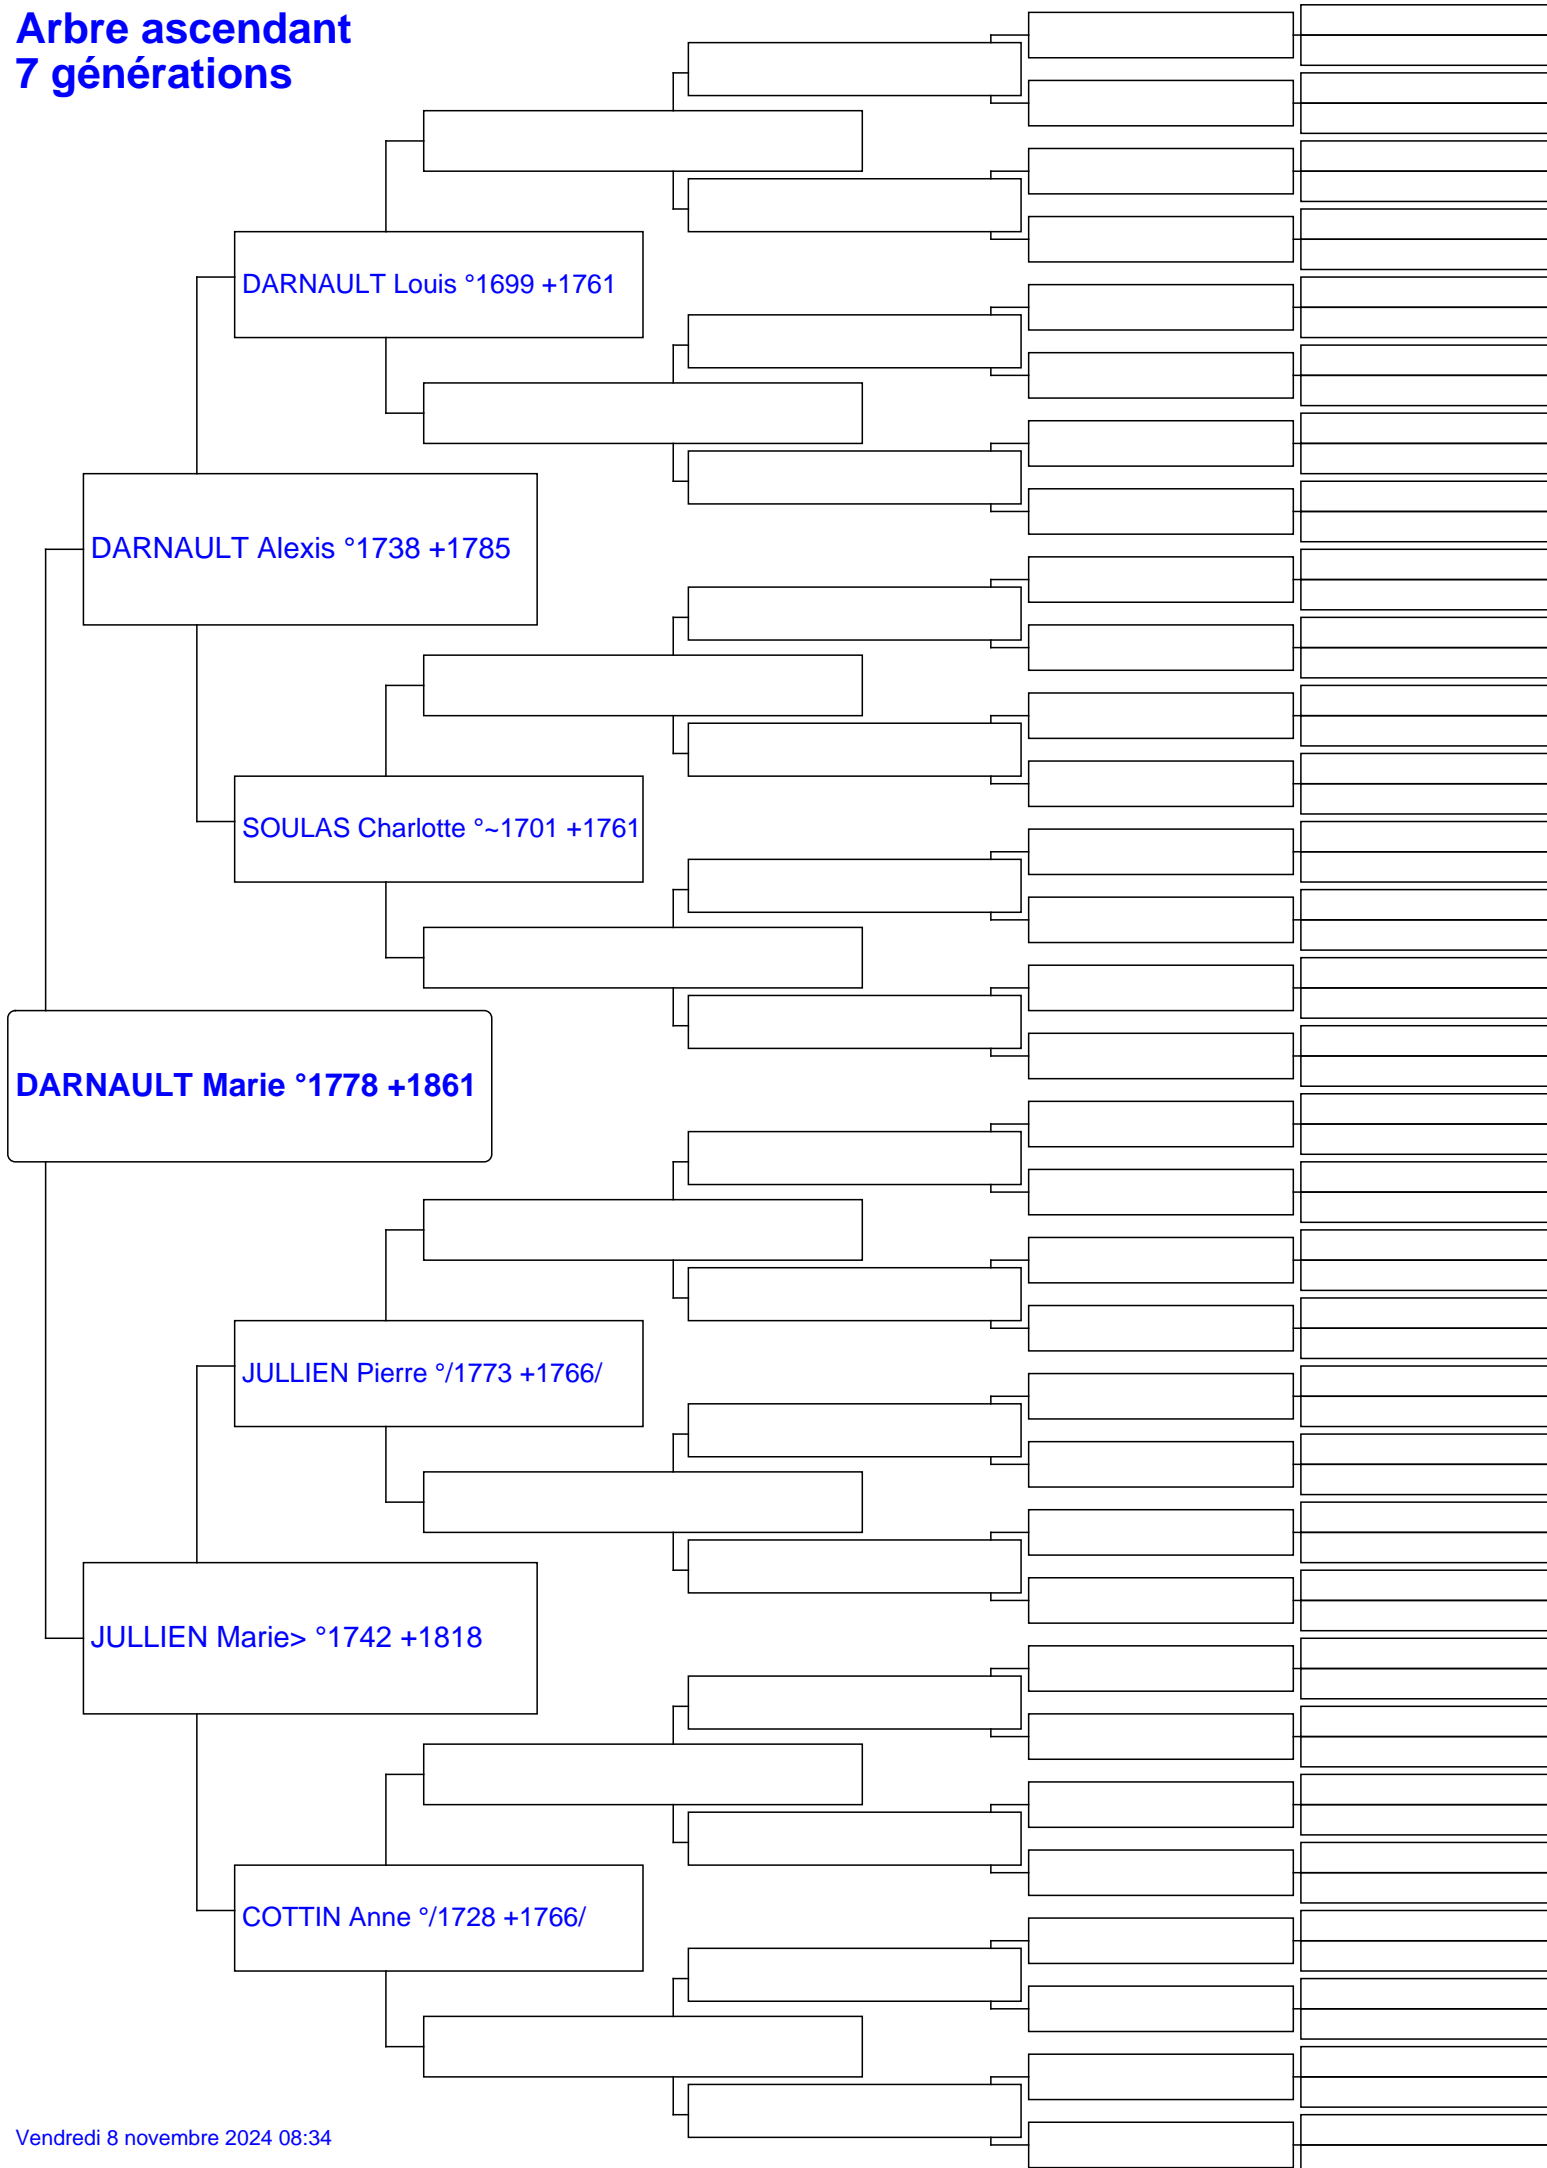 Arbre ascendant
7 générations
DARNAULT Louis °1699 +1761
DARNAULT Alexis °1738 +1785
SOULAS Charlotte °~1701 +1761
DARNAULT Marie °1778 +1861
JULLIEN Pierre °/1773 +1766/
JULLIEN Marie> °1742 +1818
COTTIN Anne °/1728 +1766/
Vendredi 8 novembre 2024 08:34